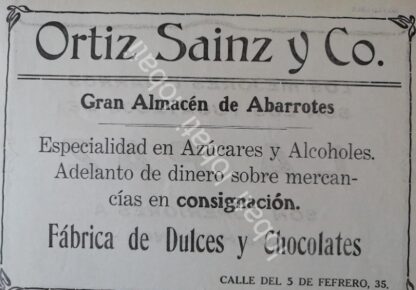 Ortiz Sainz y Co.
Gran Almacén de Abarrotes
Especialidad en Azúcares y Alcoholes.
Adelanto de dinero sobre mercan-
cías en consignación.
Fábrica de Dulces y Chocolates
CALLE DEL 5 DE FEFRERO, 35,